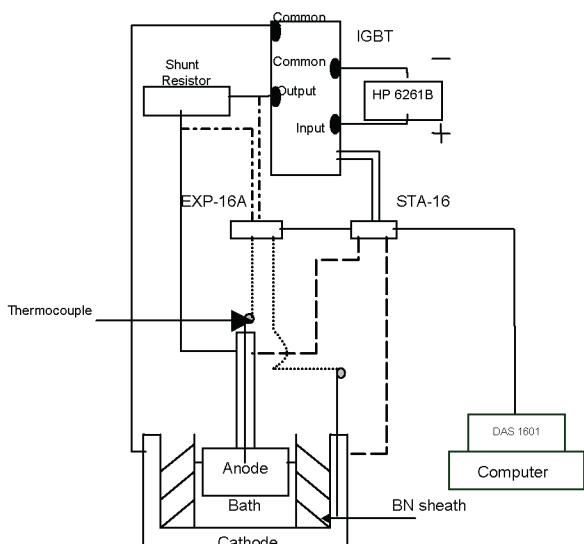 Common
IGBT
Shunt
Resistor
Common
−
HP 6261B
Output
Input
+
EXP-16A
STA-16
Thermocouple
DAS 1601
Computer
Anode
Bath
BN sheath
Cathode